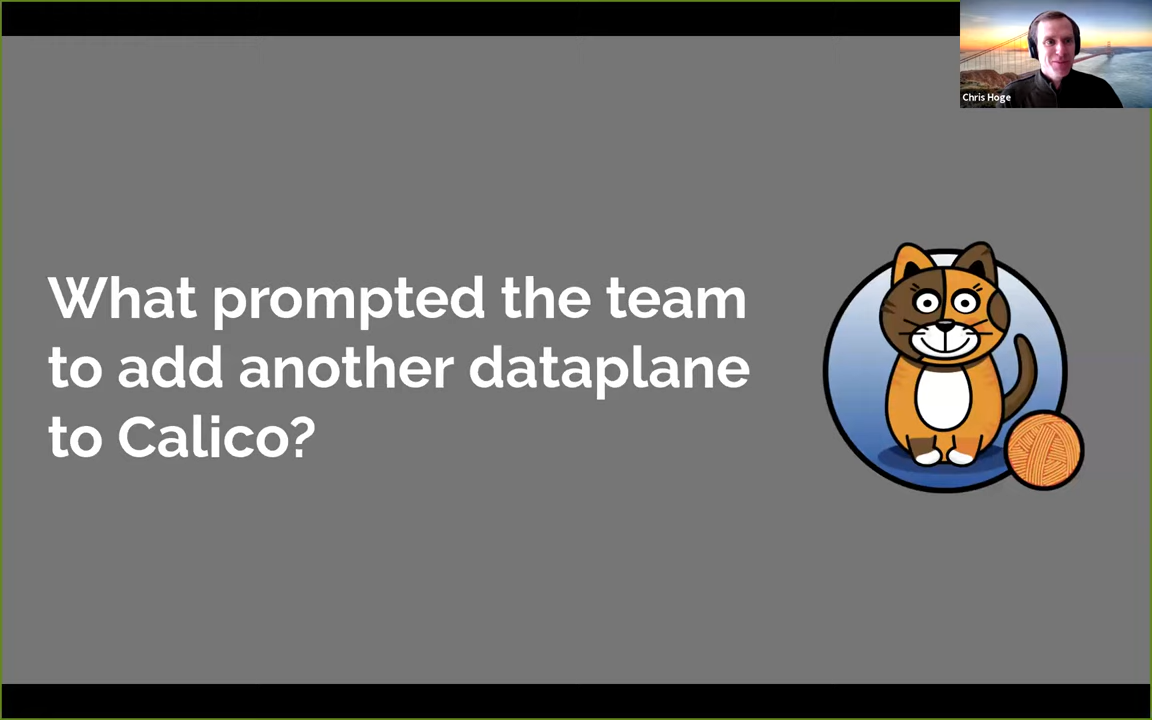 Chris Hoge
What prompted the team
to add another dataplane
to Calico?